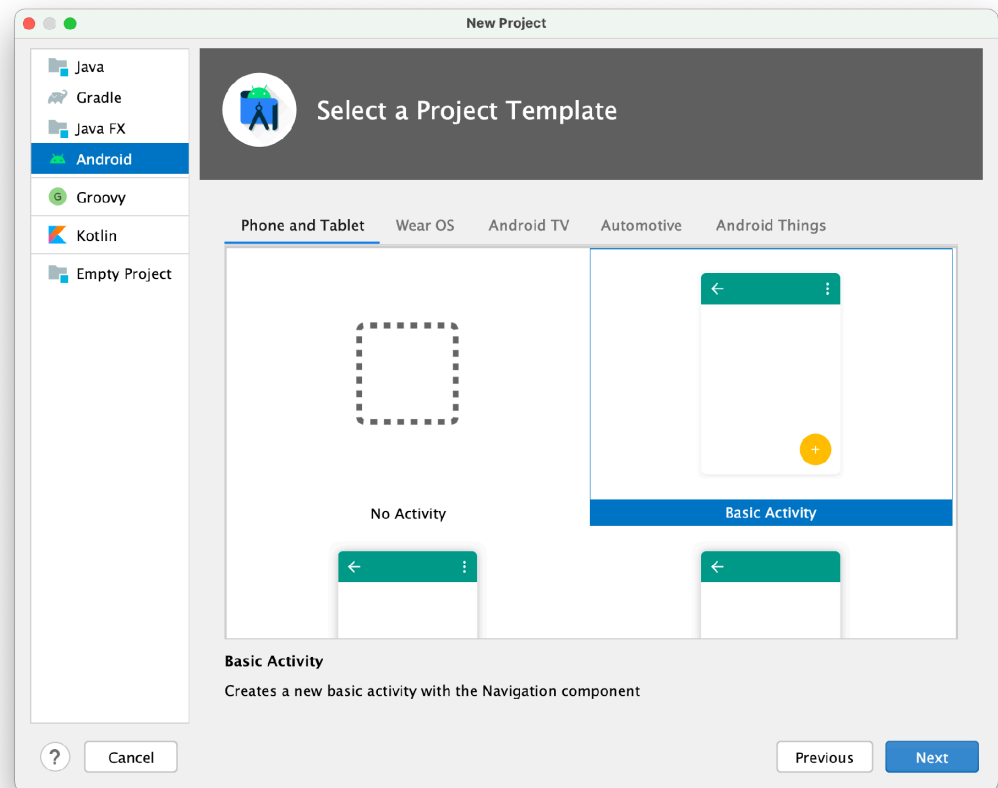 New Project
Java
Gradle
Java FX
Android
G
Groovy
Kotlin
Empty Project
Select a Project Template
Phone and Tablet
Wear OS
Android TV
Automotive
Android Things
No Activity
Basic Activity
Basic Activity
Creates a new basic activity with the Navigation component
?
Cancel
Previous
Next